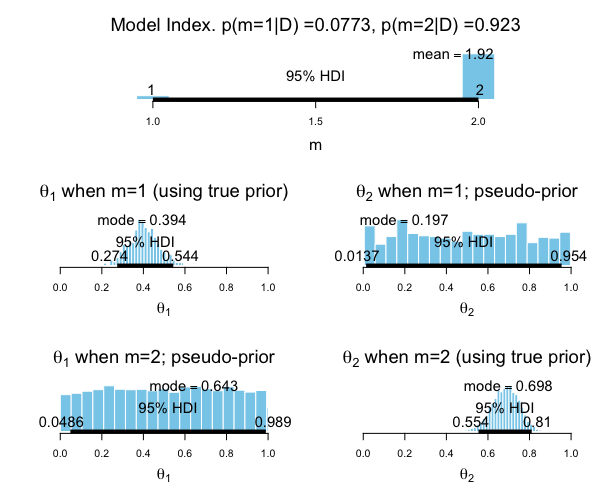 Model Index. p(m=1|D) =0.0773, p(m=2|D) =0.923
mean = 1.92
95% HDI
1 2
1.0 1.5 2.0
m
θ1 when m=1 (using true prior)
mode = 0.394
95% HDI
0.274 0.544
0.0 0.2 0.4 0.6 0.8 1.0
θ1
θ2 when m=1; pseudo-prior
mode = 0.197
95% HDI
0.0137 0.954
0.0 0.2 0.4 0.6 0.8 1.0
θ2
θ1 when m=2; pseudo-prior
mode = 0.643
95% HDI
0.0486 0.989
0.0 0.2 0.4 0.6 0.8 1.0
θ1
θ2 when m=2 (using true prior)
mode = 0.698
95% HDI
0.554 0.81
0.0 0.2 0.4 0.6 0.8 1.0
θ2